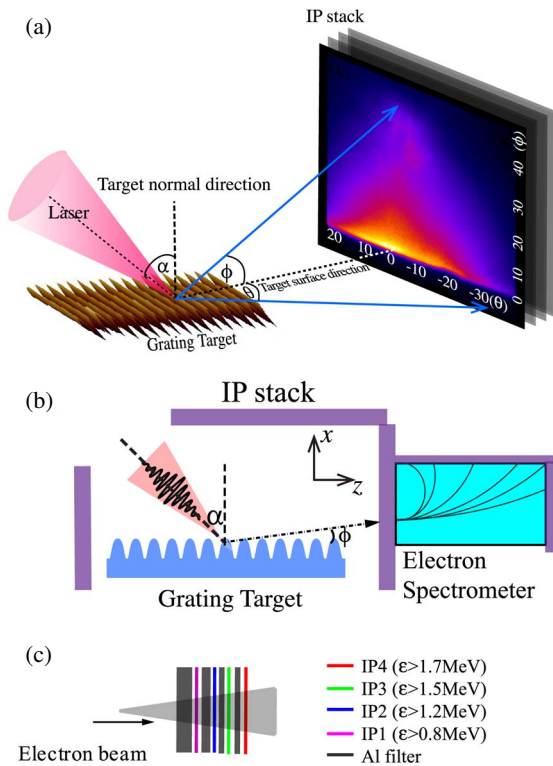 (a)
IP stack
Target normal direction
Laser
α
ϕ
θ
Target surface direction
Grating Target
20 10 0 -10 -20 -30(θ)
0 10 20 30 40 (ϕ)
(b)
IP stack
x
z
α
ϕ
Grating Target
Electron
Spectrometer
(c)
Electron beam
IP4 (ε>1.7MeV)
IP3 (ε>1.5MeV)
IP2 (ε>1.2MeV)
IP1 (ε>0.8MeV)
Al filter